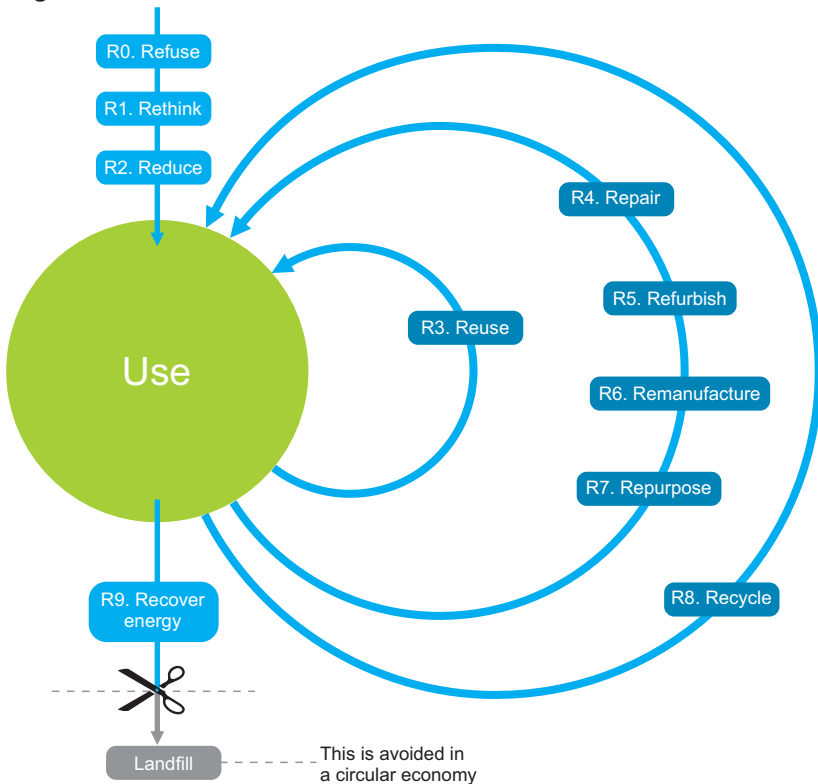 R0. Refuse
R1. Rethink
R2. Reduce
R4. Repair
R5. Refurbish
R3. Reuse
Use
R6. Remanufacture
R7. Repurpose
R9. Recover
energy
R8. Recycle
Landfill
This is avoided in
a circular economy